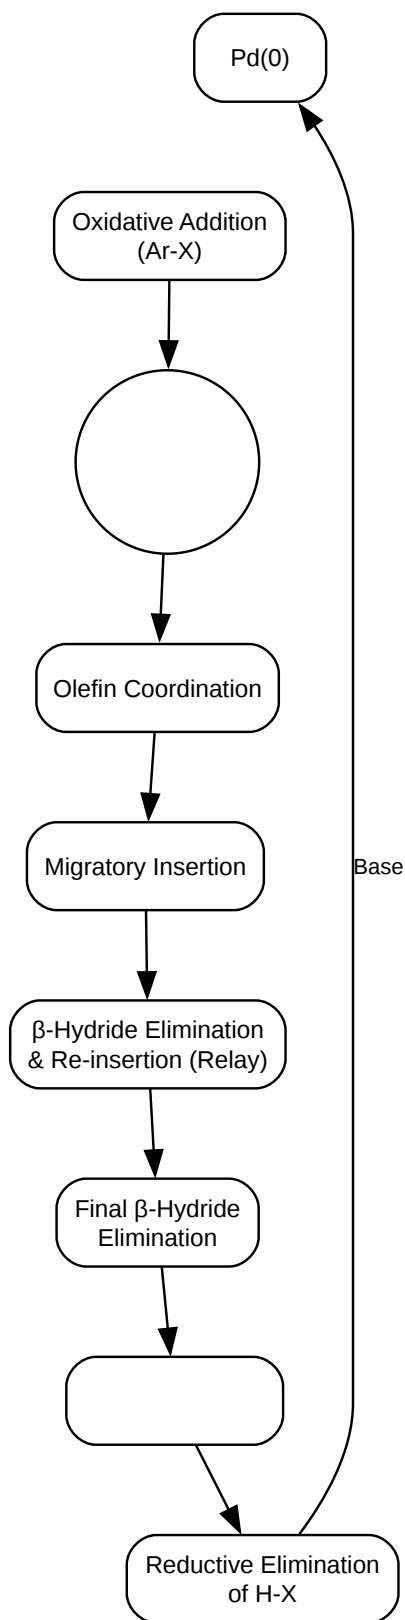 Pd(0)
Oxidative Addition
(Ar-X)
Olefin Coordination
Migratory Insertion
Base
β-Hydride Elimination
& Re-insertion (Relay)
Final β-Hydride
Elimination
Reductive Elimination
of H-X